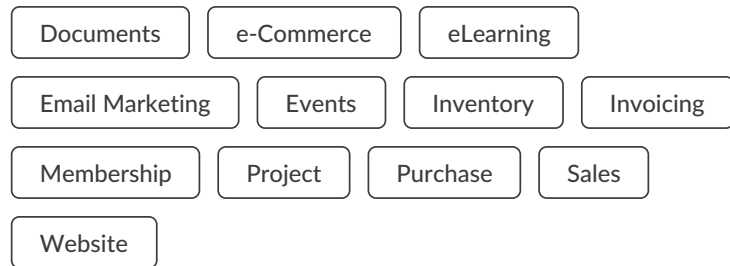 Documents e-Commerce eLearning
Email Marketing Events Inventory Invoicing
Membership Project Purchase Sales
Website